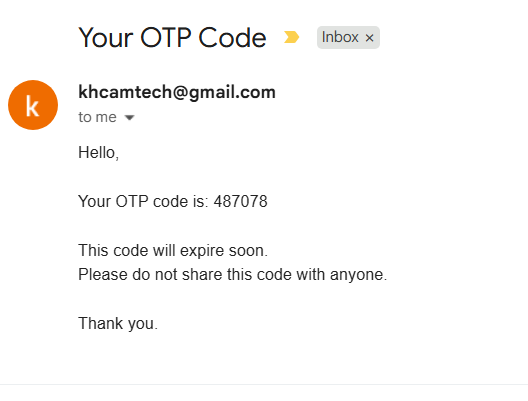 Your OTP Code
Inbox ×
k
khcamtech@gmail.com
to me
Hello,
Your OTP code is: 487078
This code will expire soon.
Please do not share this code with anyone.
Thank you.